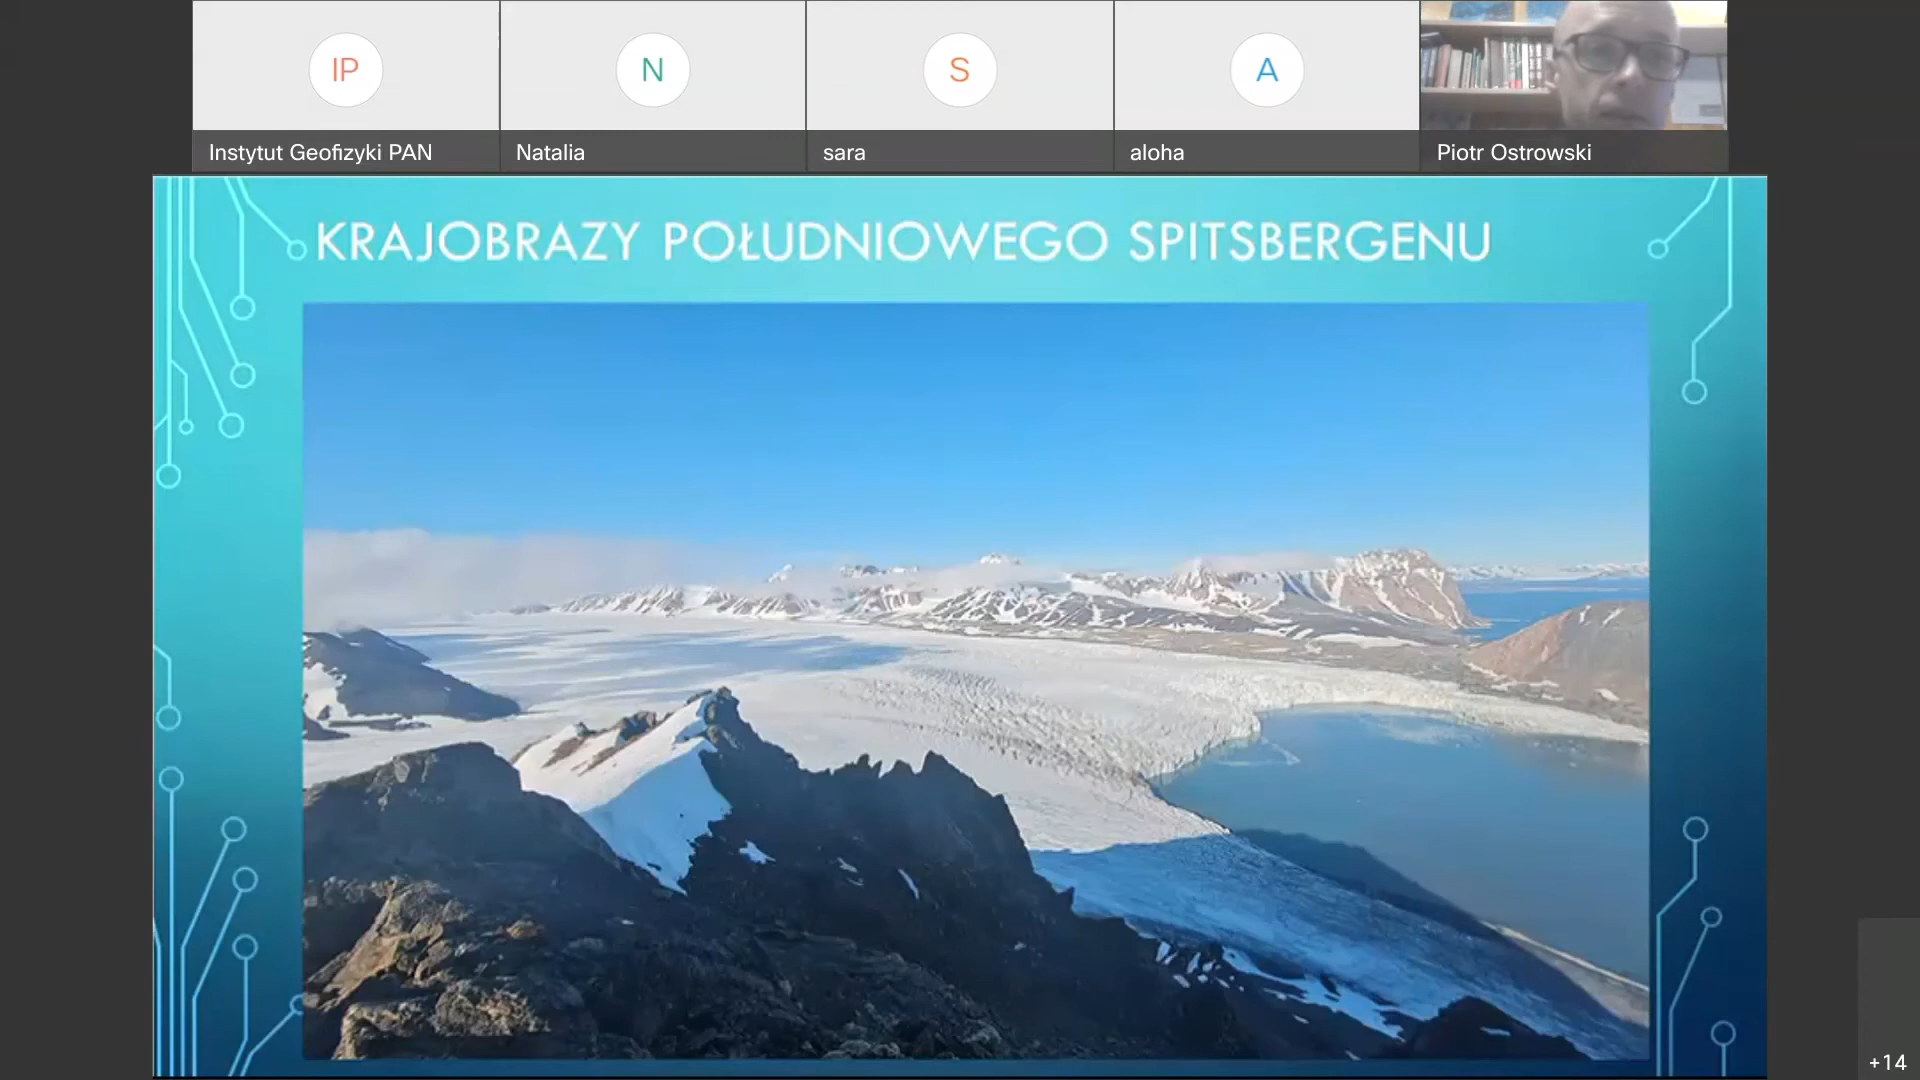 IP
N
S
A
Instytut Geofizyki PAN
Natalia
sara
aloha
Piotr Ostrowski
KRAJOBRAZY POŁUDNIOWEGO SPITSBERGENU
+14